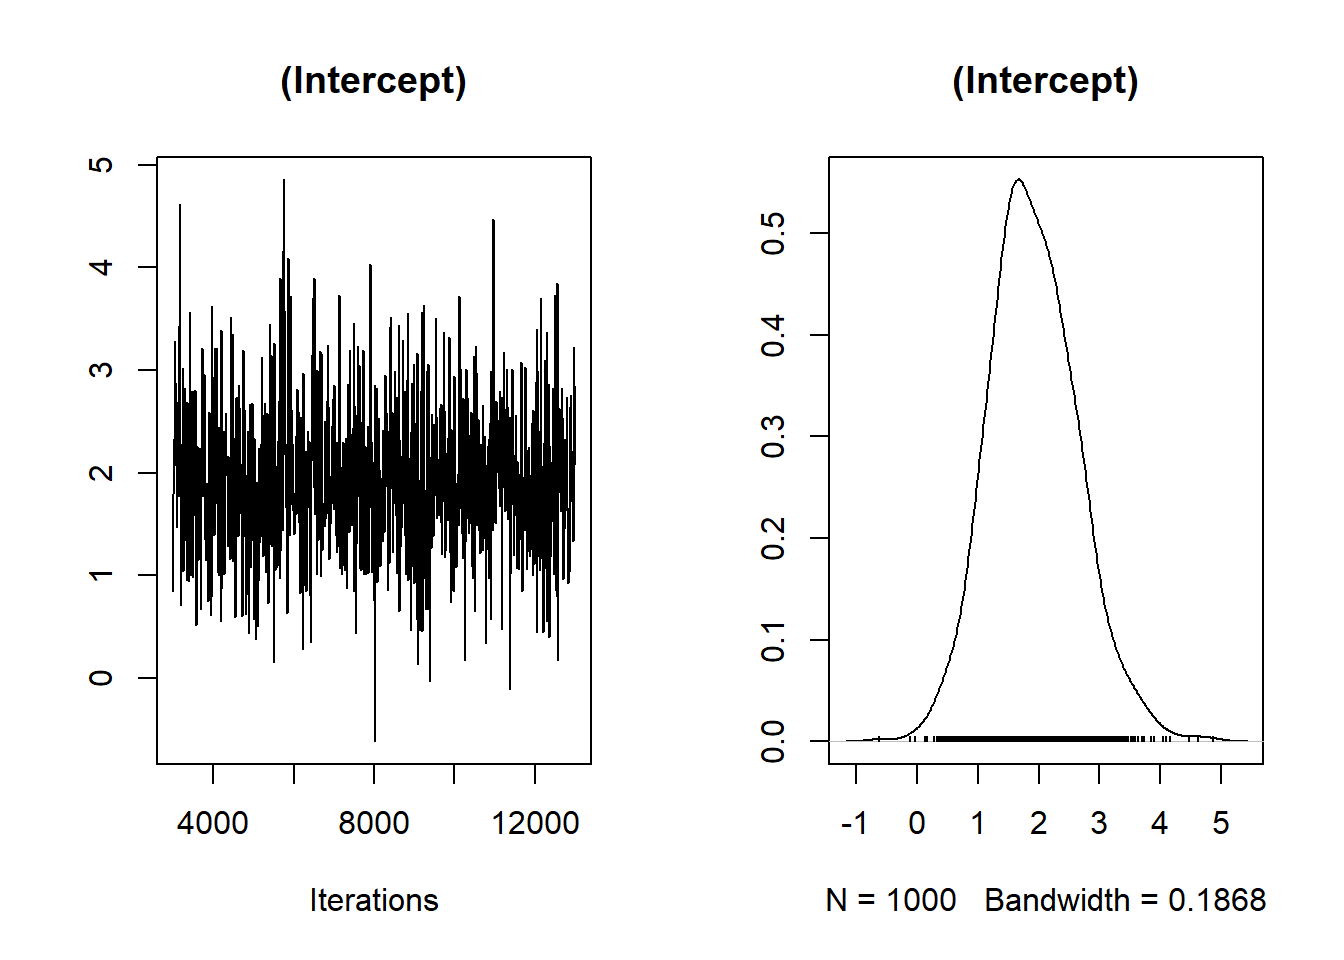 (Intercept)
5
4
3
2
1
0
4000 8000 12000
Iterations
(Intercept)
0.5
0.4
0.3
0.2
0.1
0.0
-1 0 1 2 3 4 5
N = 1000 Bandwidth = 0.1868